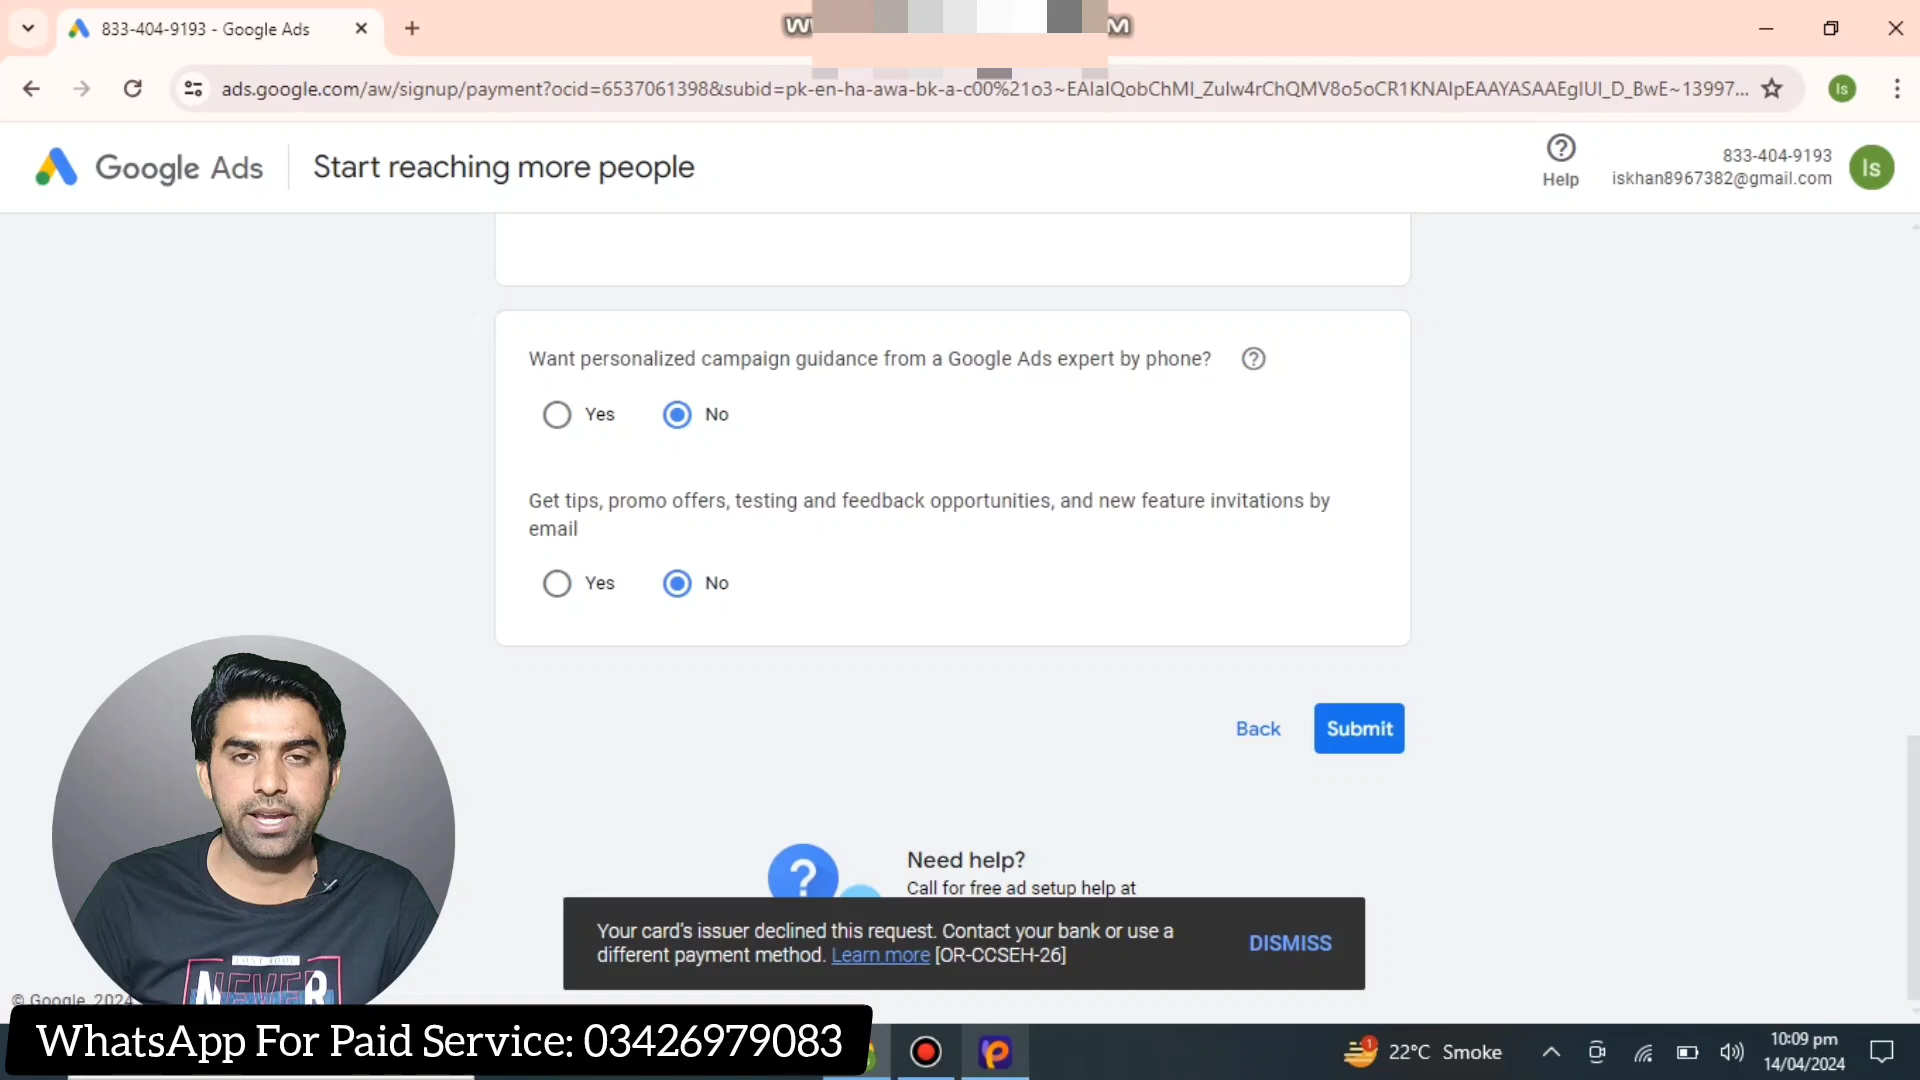 833-404-9193 - Google Ads
W
M
ads.google.com/aw/signup/payment?ocid=6537061398&subid=pk-en-ha-awa-bk-a-c00%21o3~EAIaIQobChMI_ZuIw4rChQMV8o5oCR1KNAIpEAAYASAAEgIUI_D_BwE~13997...
Is
Google Ads
Start reaching more people
Help
833-404-9193
iskhan8967382@gmail.com
Is
Want personalized campaign guidance from a Google Ads expert by phone?
Yes
No
Get tips, promo offers, testing and feedback opportunities, and new feature invitations by
email
Yes
No
Back
Submit
Need help?
Call for free ad setup help at
Your card's issuer declined this request. Contact your bank or use a
different payment method. Learn more [OR-CCSEH-26]
DISMISS
NEVER
© Google, 2024
WhatsApp For Paid Service: 03426979083
1
22°C Smoke
10:09 pm
14/04/2024